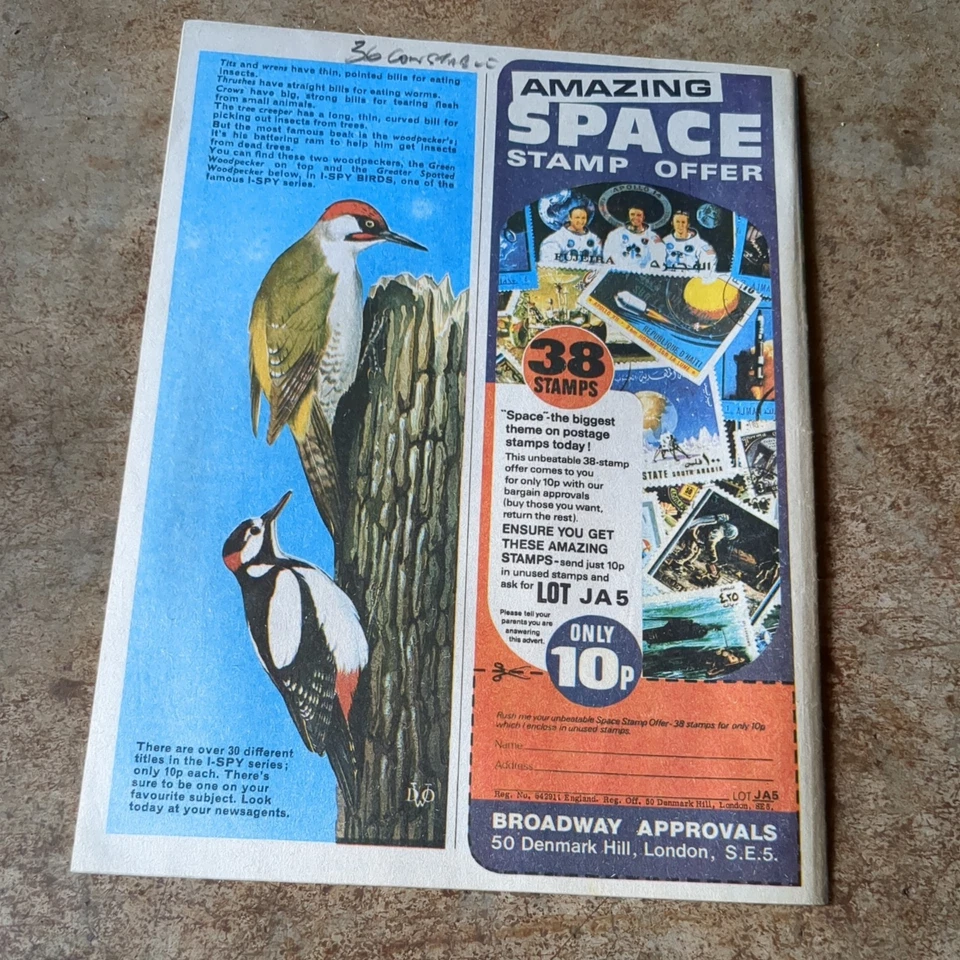 36 CONSTABLE
Tits and wrens have thin, pointed bills for eating
insects.
Thrushes have straight bills for eating worms.
Crows have big, strong bills for tearing flesh
from small animals.
The tree creeper has a long, thin, curved bill for
picking out insects from trees.
But the most famous beak is the woodpecker's;
It's his battering ram to help him get insects
from dead trees.
You can find these two woodpeckers, the Green
Woodpecker on top and the Greater Spotted
Woodpecker below, in I-SPY BIRDS, one of the
famous I-SPY series.
There are over 30 different
titles in the I-SPY series;
only 10p each. There's
sure to be one on your
favourite subject. Look
today at your newsagents.
AMAZING
SPACE
STAMP OFFER
APOLLO
FUJEIRA الفجيرة
AJMAN
REPUBLIQUE D'HAITI
38
STAMPS
"Space"-the biggest
theme on postage
stamps today!
This unbeatable 38-stamp
offer comes to you
for only 10p with our
bargain approvals
(buy those you want,
return the rest).
ENSURE YOU GET
THESE AMAZING
STAMPS-send just 10p
in unused stamps and
ask for LOT JA5
STATE SOUTH ARABIA
Please tell your
parents you are
answering
this advert.
ONLY
10p
Rush me your unbeatable Space Stamp Offer-38 stamps for only 10p
which I enclose in unused stamps.
Name
Address
LOT JA5
Reg. No. 942911 England. Reg. Off. 50 Denmark Hill, London, SE5.
BROADWAY APPROVALS
50 Denmark Hill, London, S.E.5.